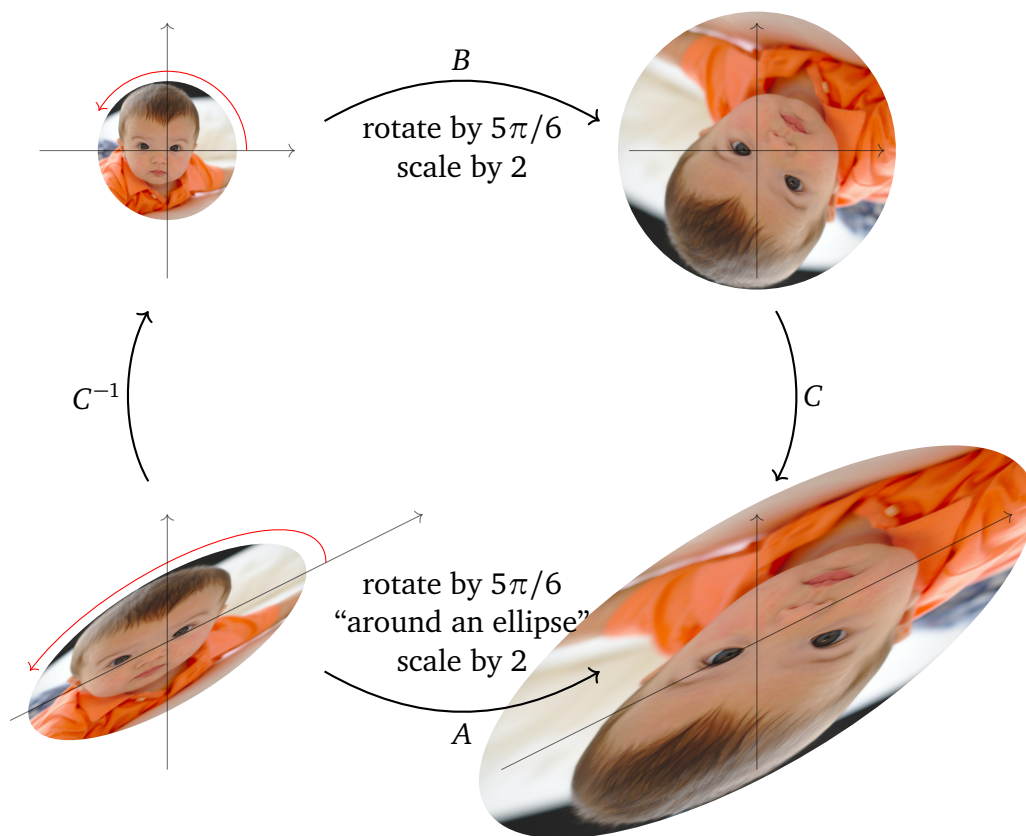 B
rotate by 5π/6
scale by 2
C⁻¹
C
rotate by 5π/6
“around an ellipse”
scale by 2
A